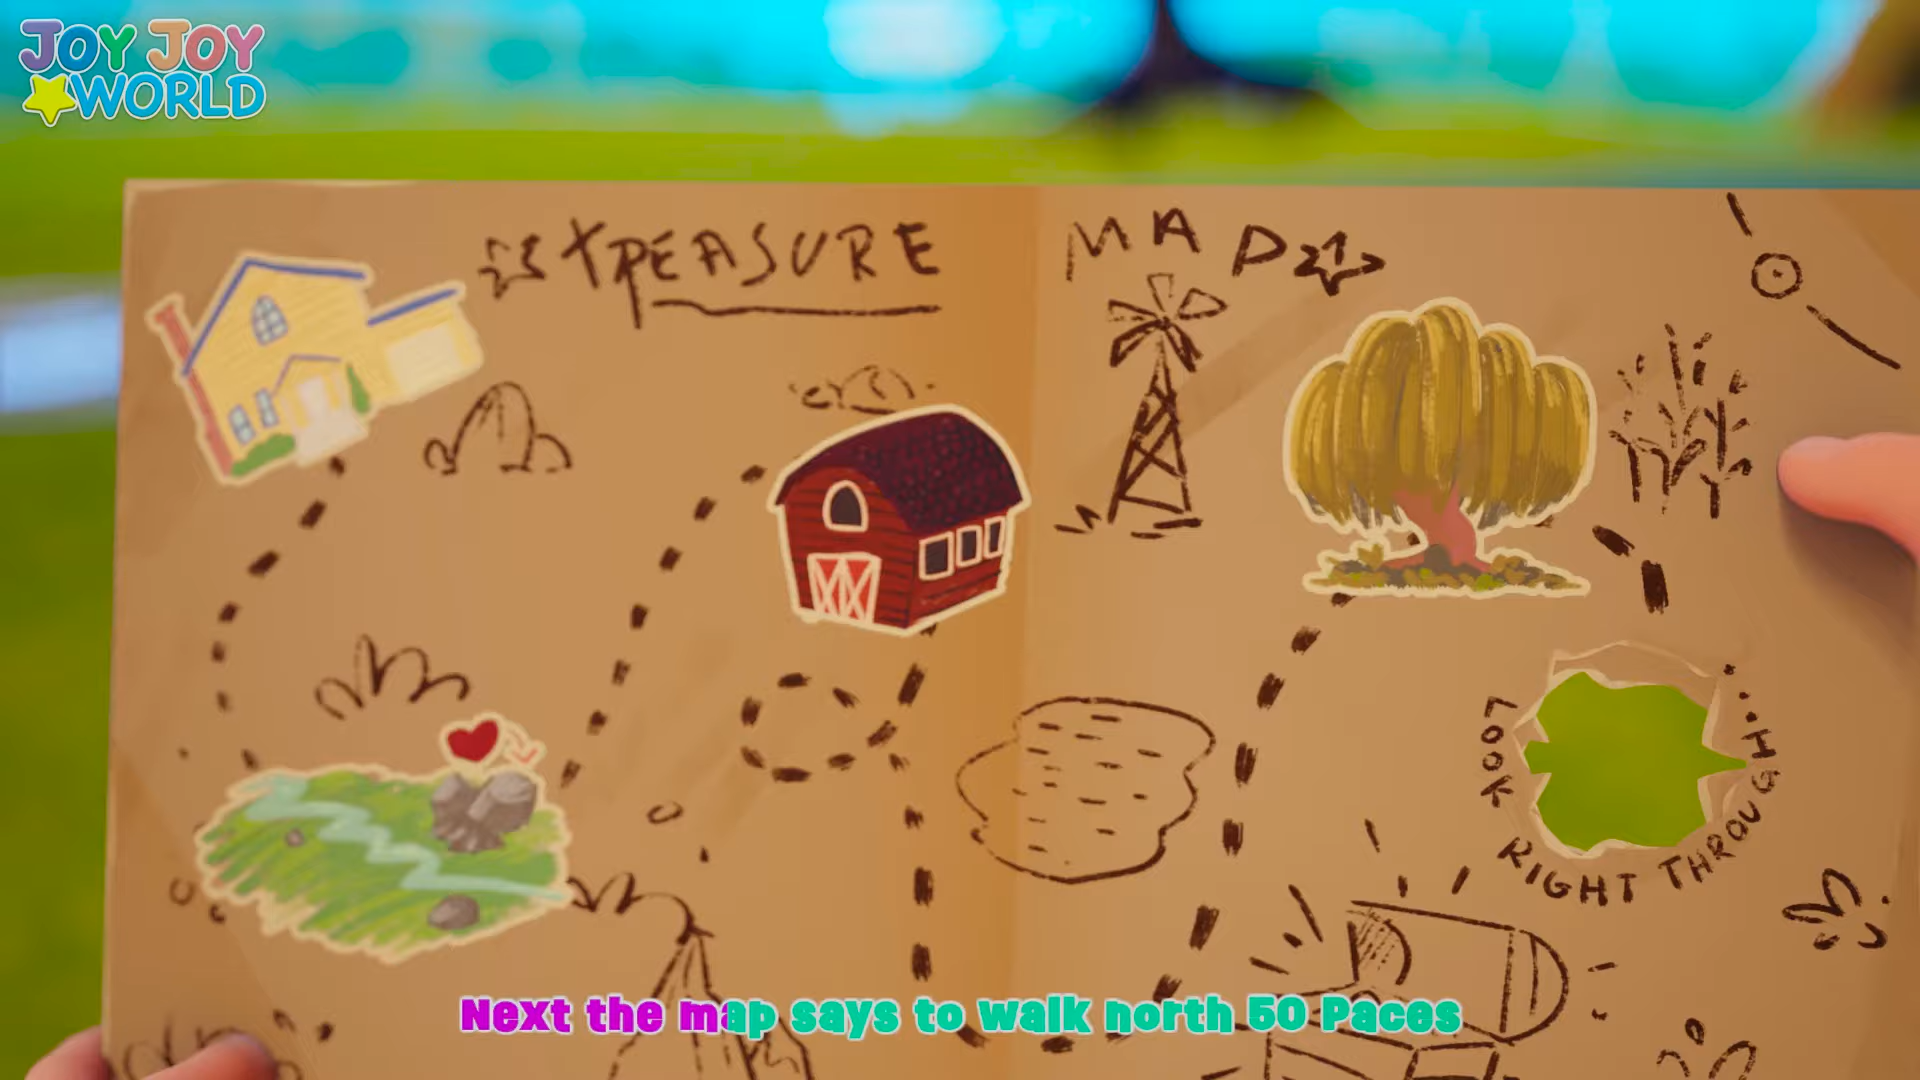 JOY JOY
WORLD
TREASURE MAP
LOOK
RIGHT THROUGH...
Next the map says to walk north 50 Paces